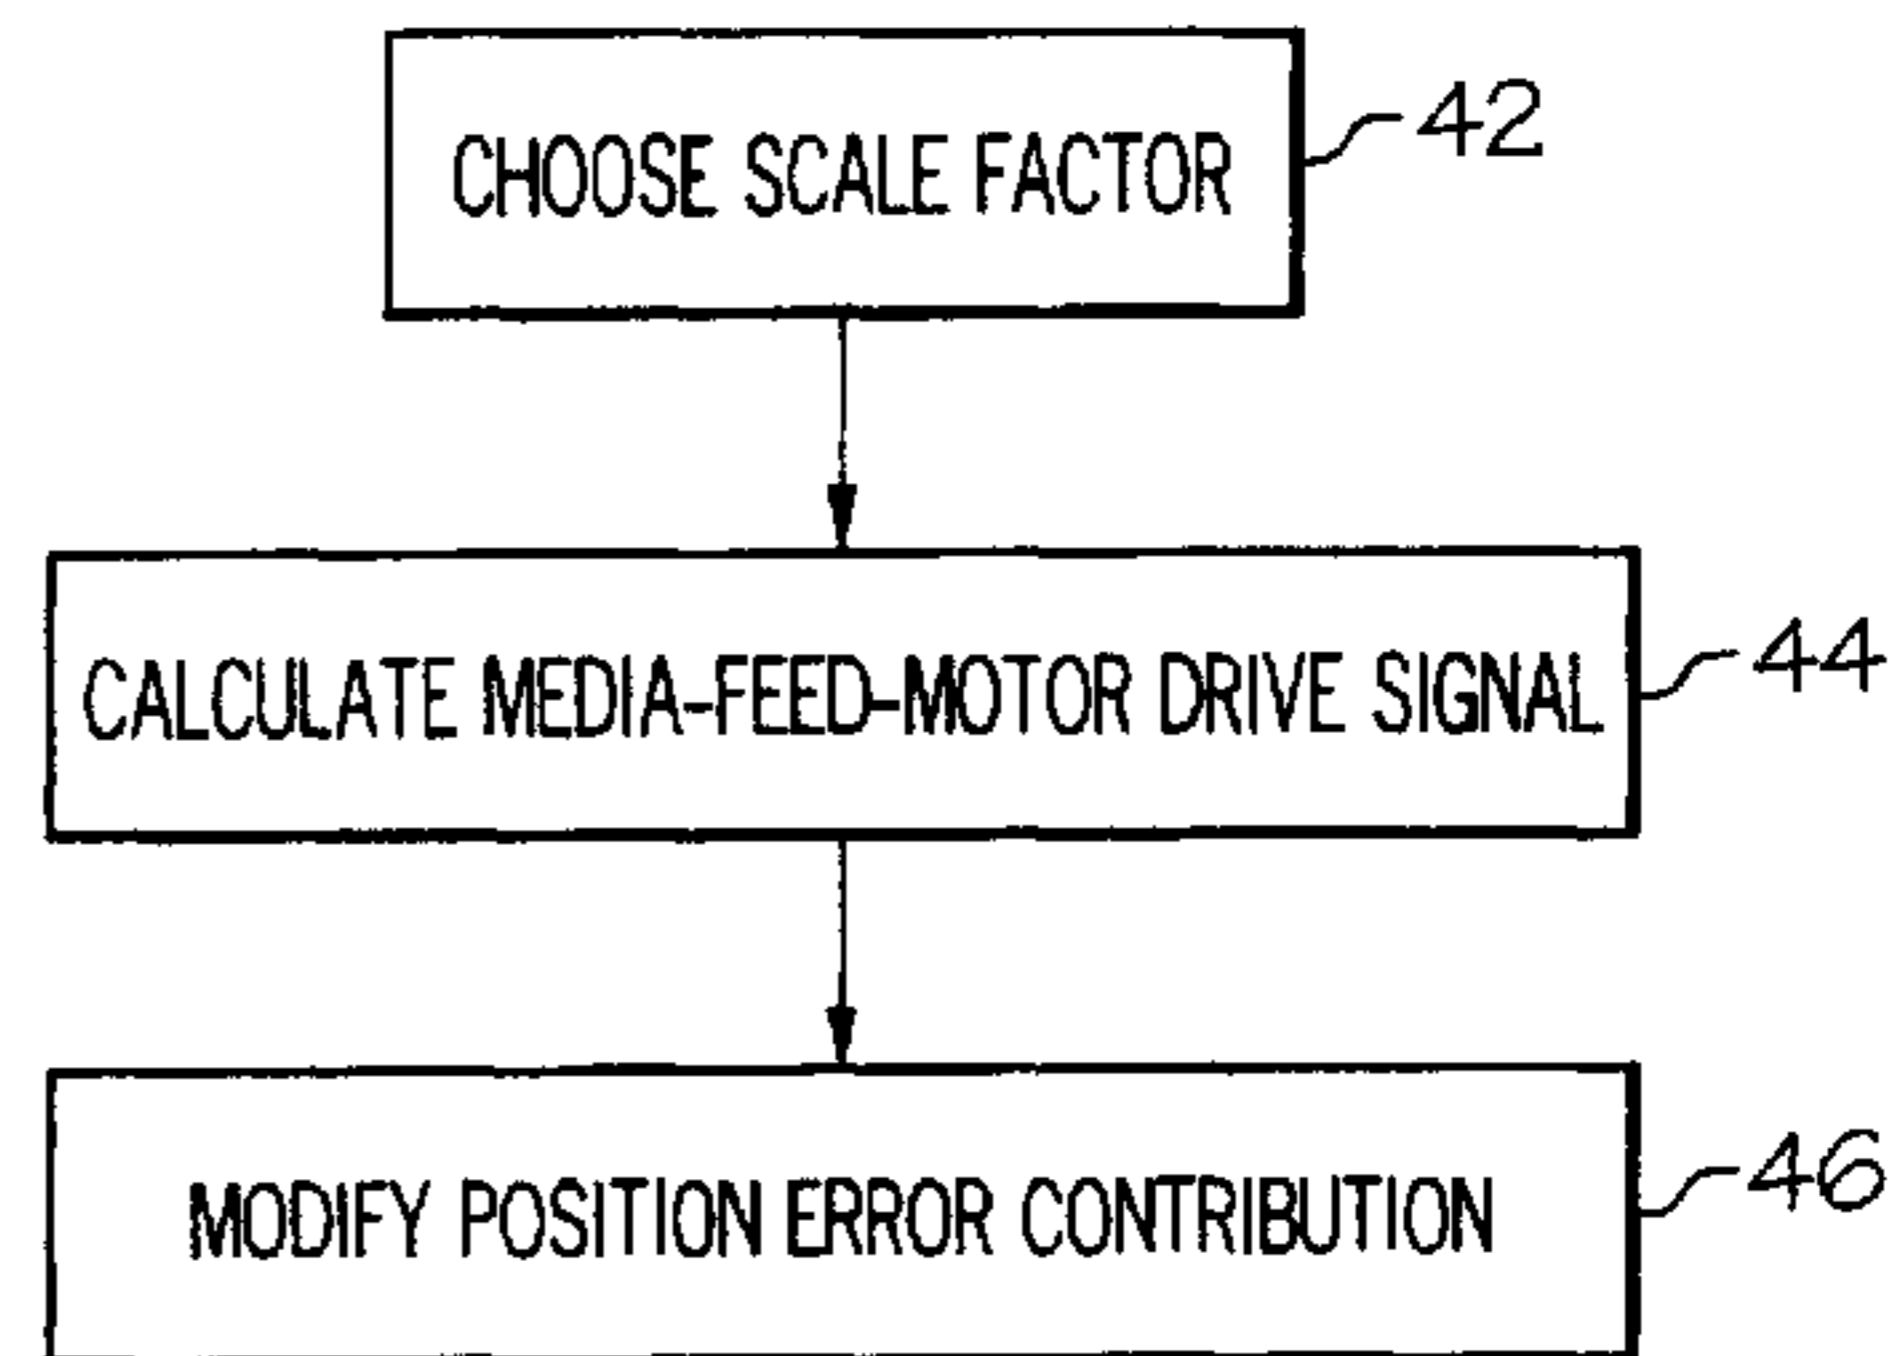 CHOOSE SCALE FACTOR
42
CALCULATE MEDIA-FEED-MOTOR DRIVE SIGNAL
44
MODIFY POSITION ERROR CONTRIBUTION
46